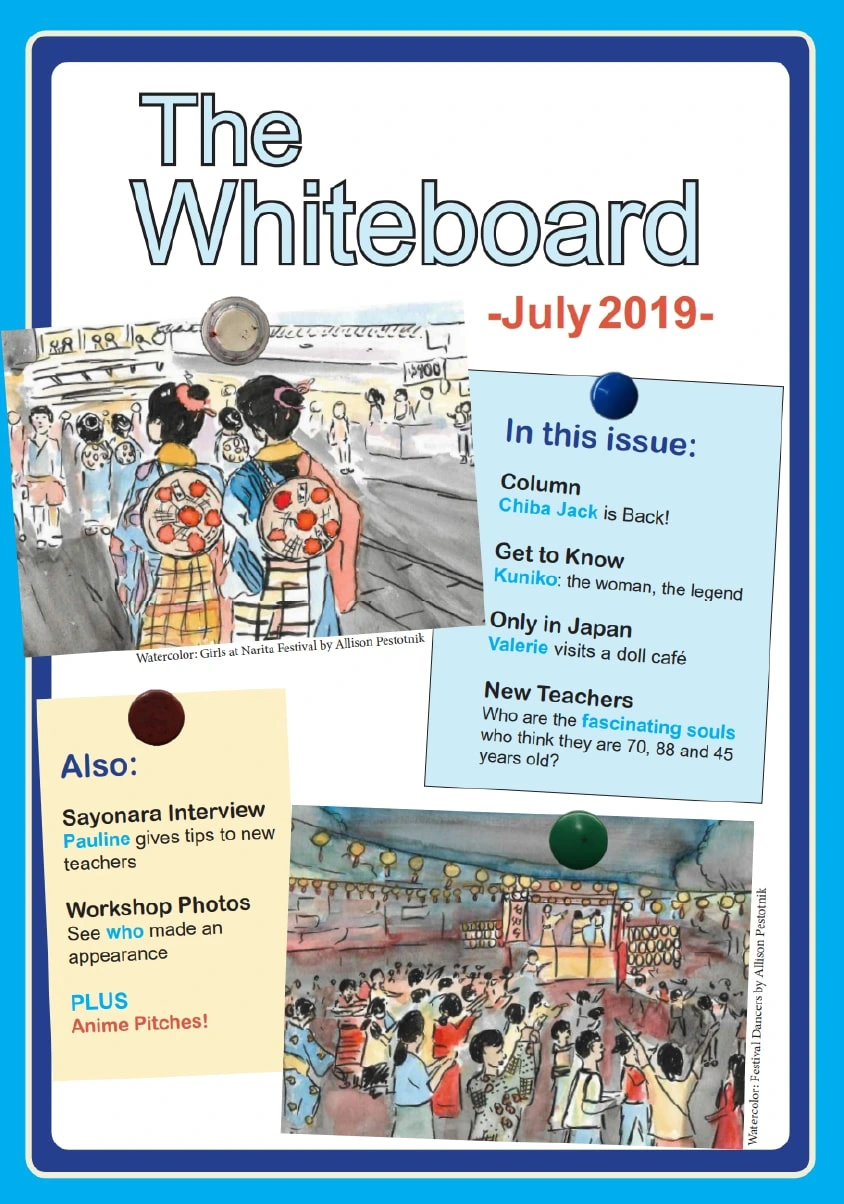 The
Whiteboard
-July 2019-
¥900
Watercolor: Girls at Narita Festival by Allison Pestotnik
In this issue:
Column
Chiba Jack is Back!
Get to Know
Kuniko: the woman, the legend
Only in Japan
Valerie visits a doll café
New Teachers
Who are the fascinating souls
who think they are 70, 88 and 45
years old?
Also:
Sayonara Interview
Pauline gives tips to new
teachers
Workshop Photos
See who made an
appearance
PLUS
Anime Pitches!
Watercolor: Festival Dancers by Allison Pestotnik